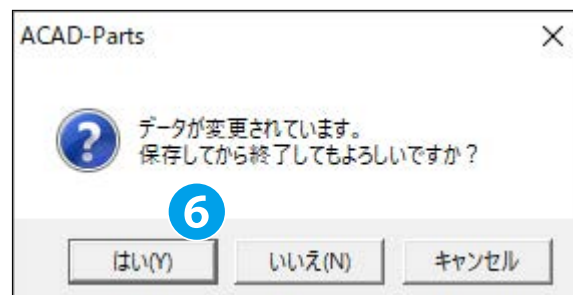 ACAD-Parts
データが変更されています。
保存してから終了してもよろしいですか？
6
はい(Y)
いいえ(N)
キャンセル